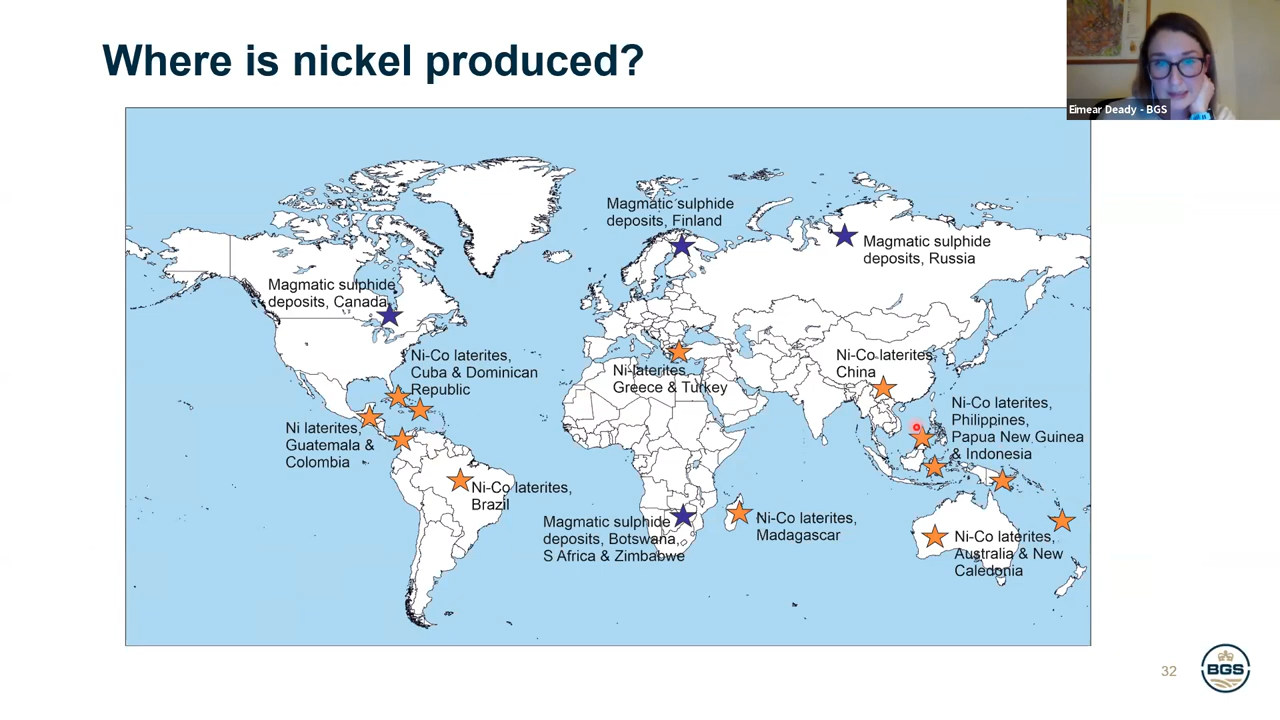 Where is nickel produced?
Eimear Deady - BGS
Magmatic sulphide
deposits, Finland
Magmatic sulphide
deposits, Russia
Magmatic sulphide
deposits, Canada
Ni-Co laterites,
Cuba & Dominican
Republic
Ni laterites,
Greece & Turkey
Ni-Co laterites,
China
Ni-Co laterites,
Philippines,
Papua New Guinea
& Indonesia
Ni laterites,
Guatemala &
Colombia
Ni-Co laterites,
Brazil
Magmatic sulphide
deposits, Botswana,
S Africa & Zimbabwe
Ni-Co laterites,
Madagascar
Ni-Co laterites,
Australia & New
Caledonia
32
BGS